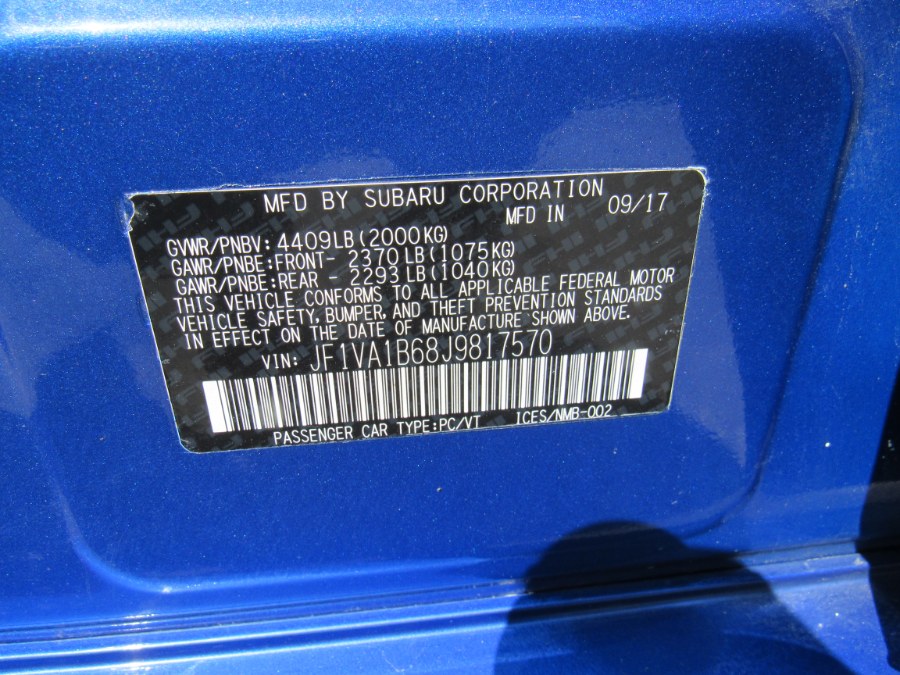 MFD BY SUBARU CORPORATION
MFD IN 09/17
GVWR/PNBV: 4409LB(2000KG)
GAWR/PNBE:FRONT- 2370LB(1075KG)
GAWR/PNBE:REAR - 2293LB(1040KG)
THIS VEHICLE CONFORMS TO ALL APPLICABLE FEDERAL MOTOR
VEHICLE SAFETY, BUMPER, AND THEFT PREVENTION STANDARDS
IN EFFECT ON THE DATE OF MANUFACTURE SHOWN ABOVE.
VIN: JF1VA1B68J9817570
PASSENGER CAR TYPE:PC/VT ICES/NMB-002